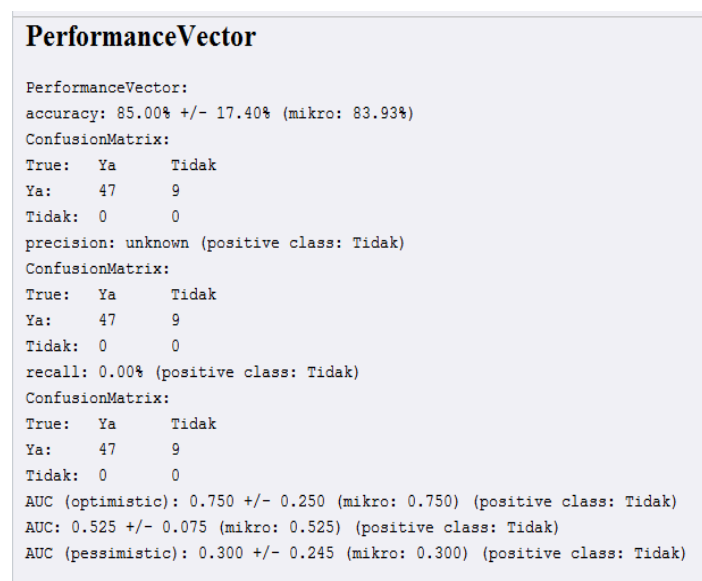 PerformanceVector
PerformanceVector:
accuracy: 85.00% +/- 17.40% (mikro: 83.93%)
ConfusionMatrix:
True: Ya Tidak
Ya: 47 9
Tidak: 0 0
precision: unknown (positive class: Tidak)
ConfusionMatrix:
True: Ya Tidak
Ya: 47 9
Tidak: 0 0
recall: 0.00% (positive class: Tidak)
ConfusionMatrix:
True: Ya Tidak
Ya: 47 9
Tidak: 0 0
AUC (optimistic): 0.750 +/- 0.250 (mikro: 0.750) (positive class: Tidak)
AUC: 0.525 +/- 0.075 (mikro: 0.525) (positive class: Tidak)
AUC (pessimistic): 0.300 +/- 0.245 (mikro: 0.300) (positive class: Tidak)